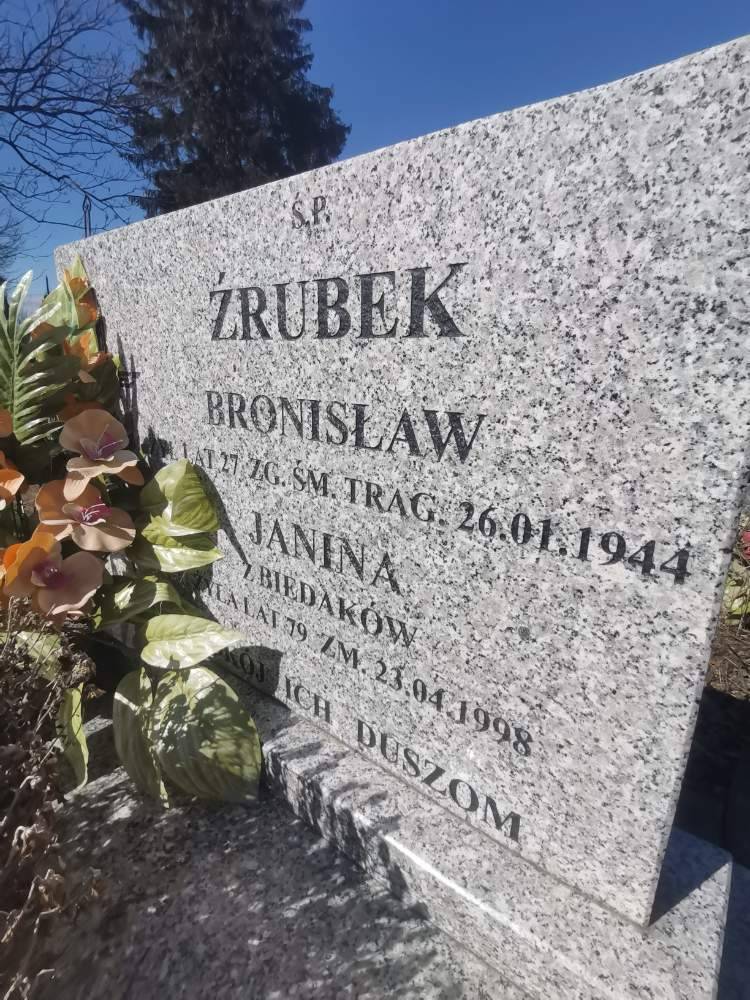 Ś.P.
ŹRUBEK
BRONISŁAW
LAT 27 ZG. ŚM. TRAG. 26.01.1944
JANINA
Z BIEDAKÓW
ŻYŁA LAT 79 ZM. 23.04.1998
ICH DUSZOM